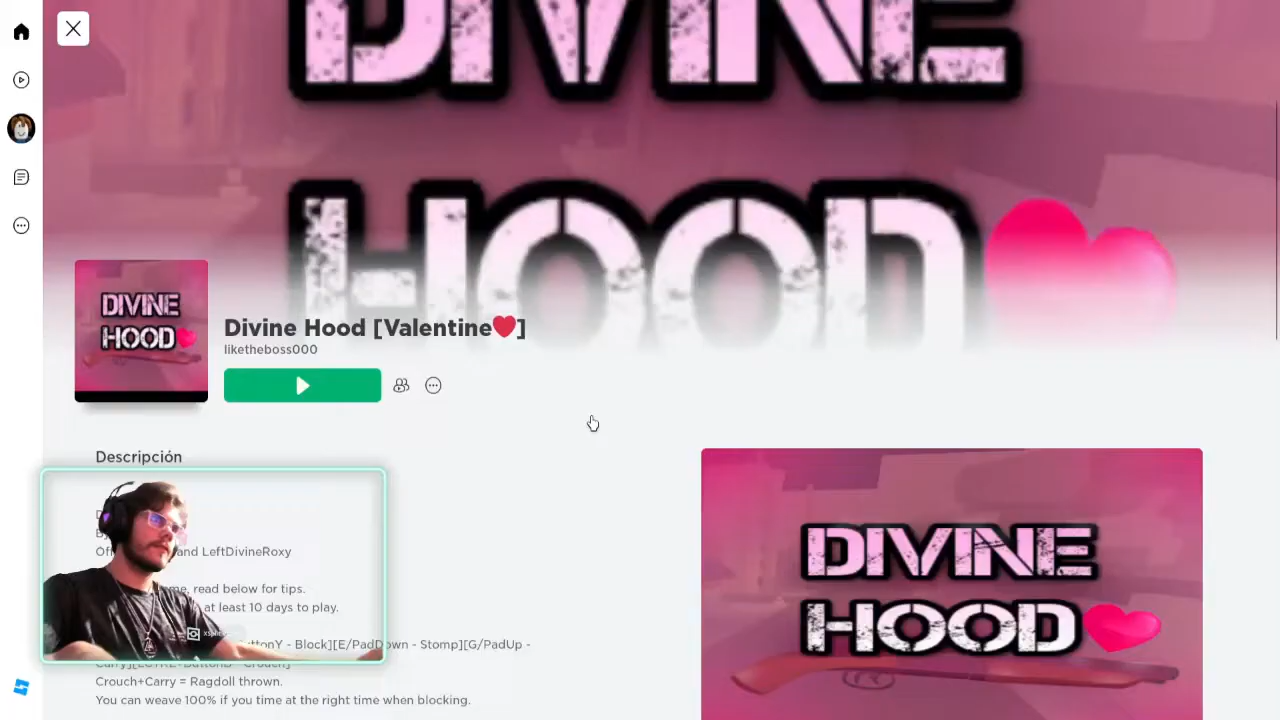 DIVINE
HOOD
DIVINE
HOOD
Divine Hood [Valentine❤️]
liketheboss000
Descripción
and LeftDivineRoxy
me, read below for tips.
at least 10 days to play.
- Block][E/PadDown - Stomp][G/PadUp -
Crouch+Carry = Ragdoll thrown.
You can weave 100% if you time at the right time when blocking.
DIVINE
HOOD